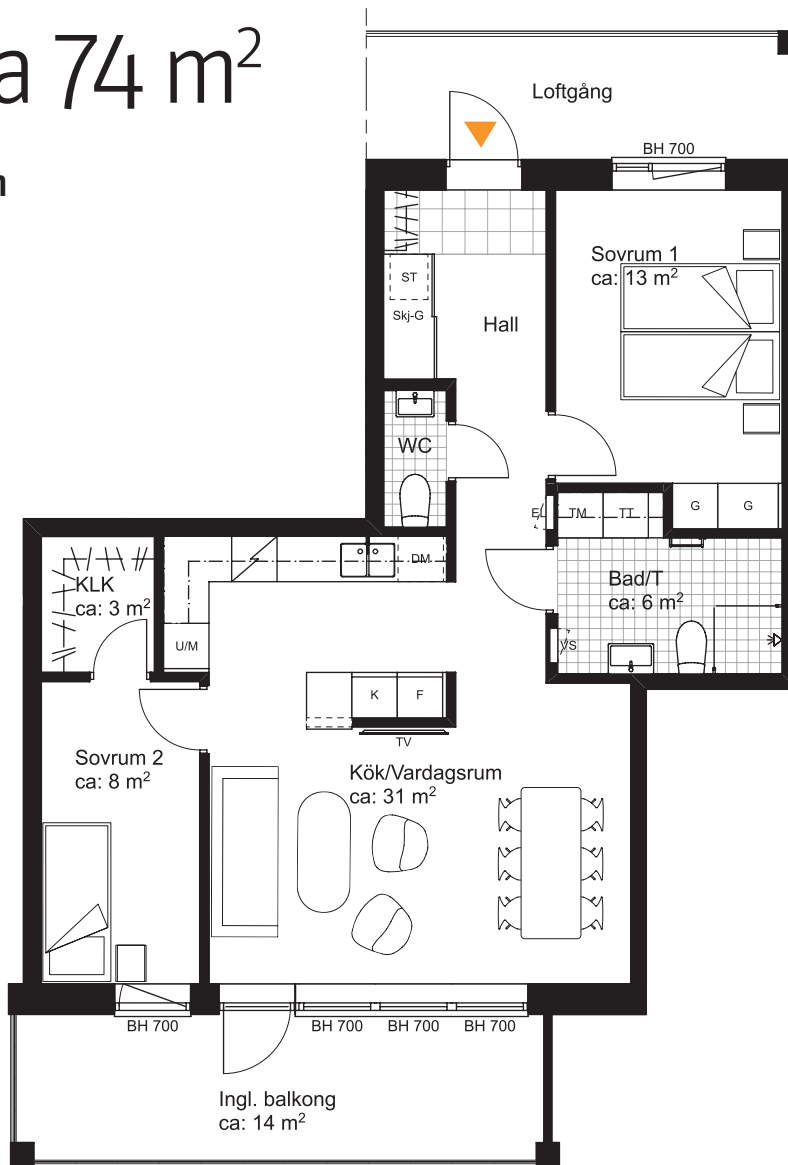 a 74 m²
n
Loftgång
BH 700
Sovrum 1
ca: 13 m²
ST
Skj-G
Hall
WC
EL
TM
TT
G
G
DM
KLK
ca: 3 m²
Bad/T
ca: 6 m²
U/M
VS
K
F
TV
Sovrum 2
ca: 8 m²
Kök/Vardagsrum
ca: 31 m²
BH 700
BH 700
BH 700
BH 700
Ingl. balkong
ca: 14 m²